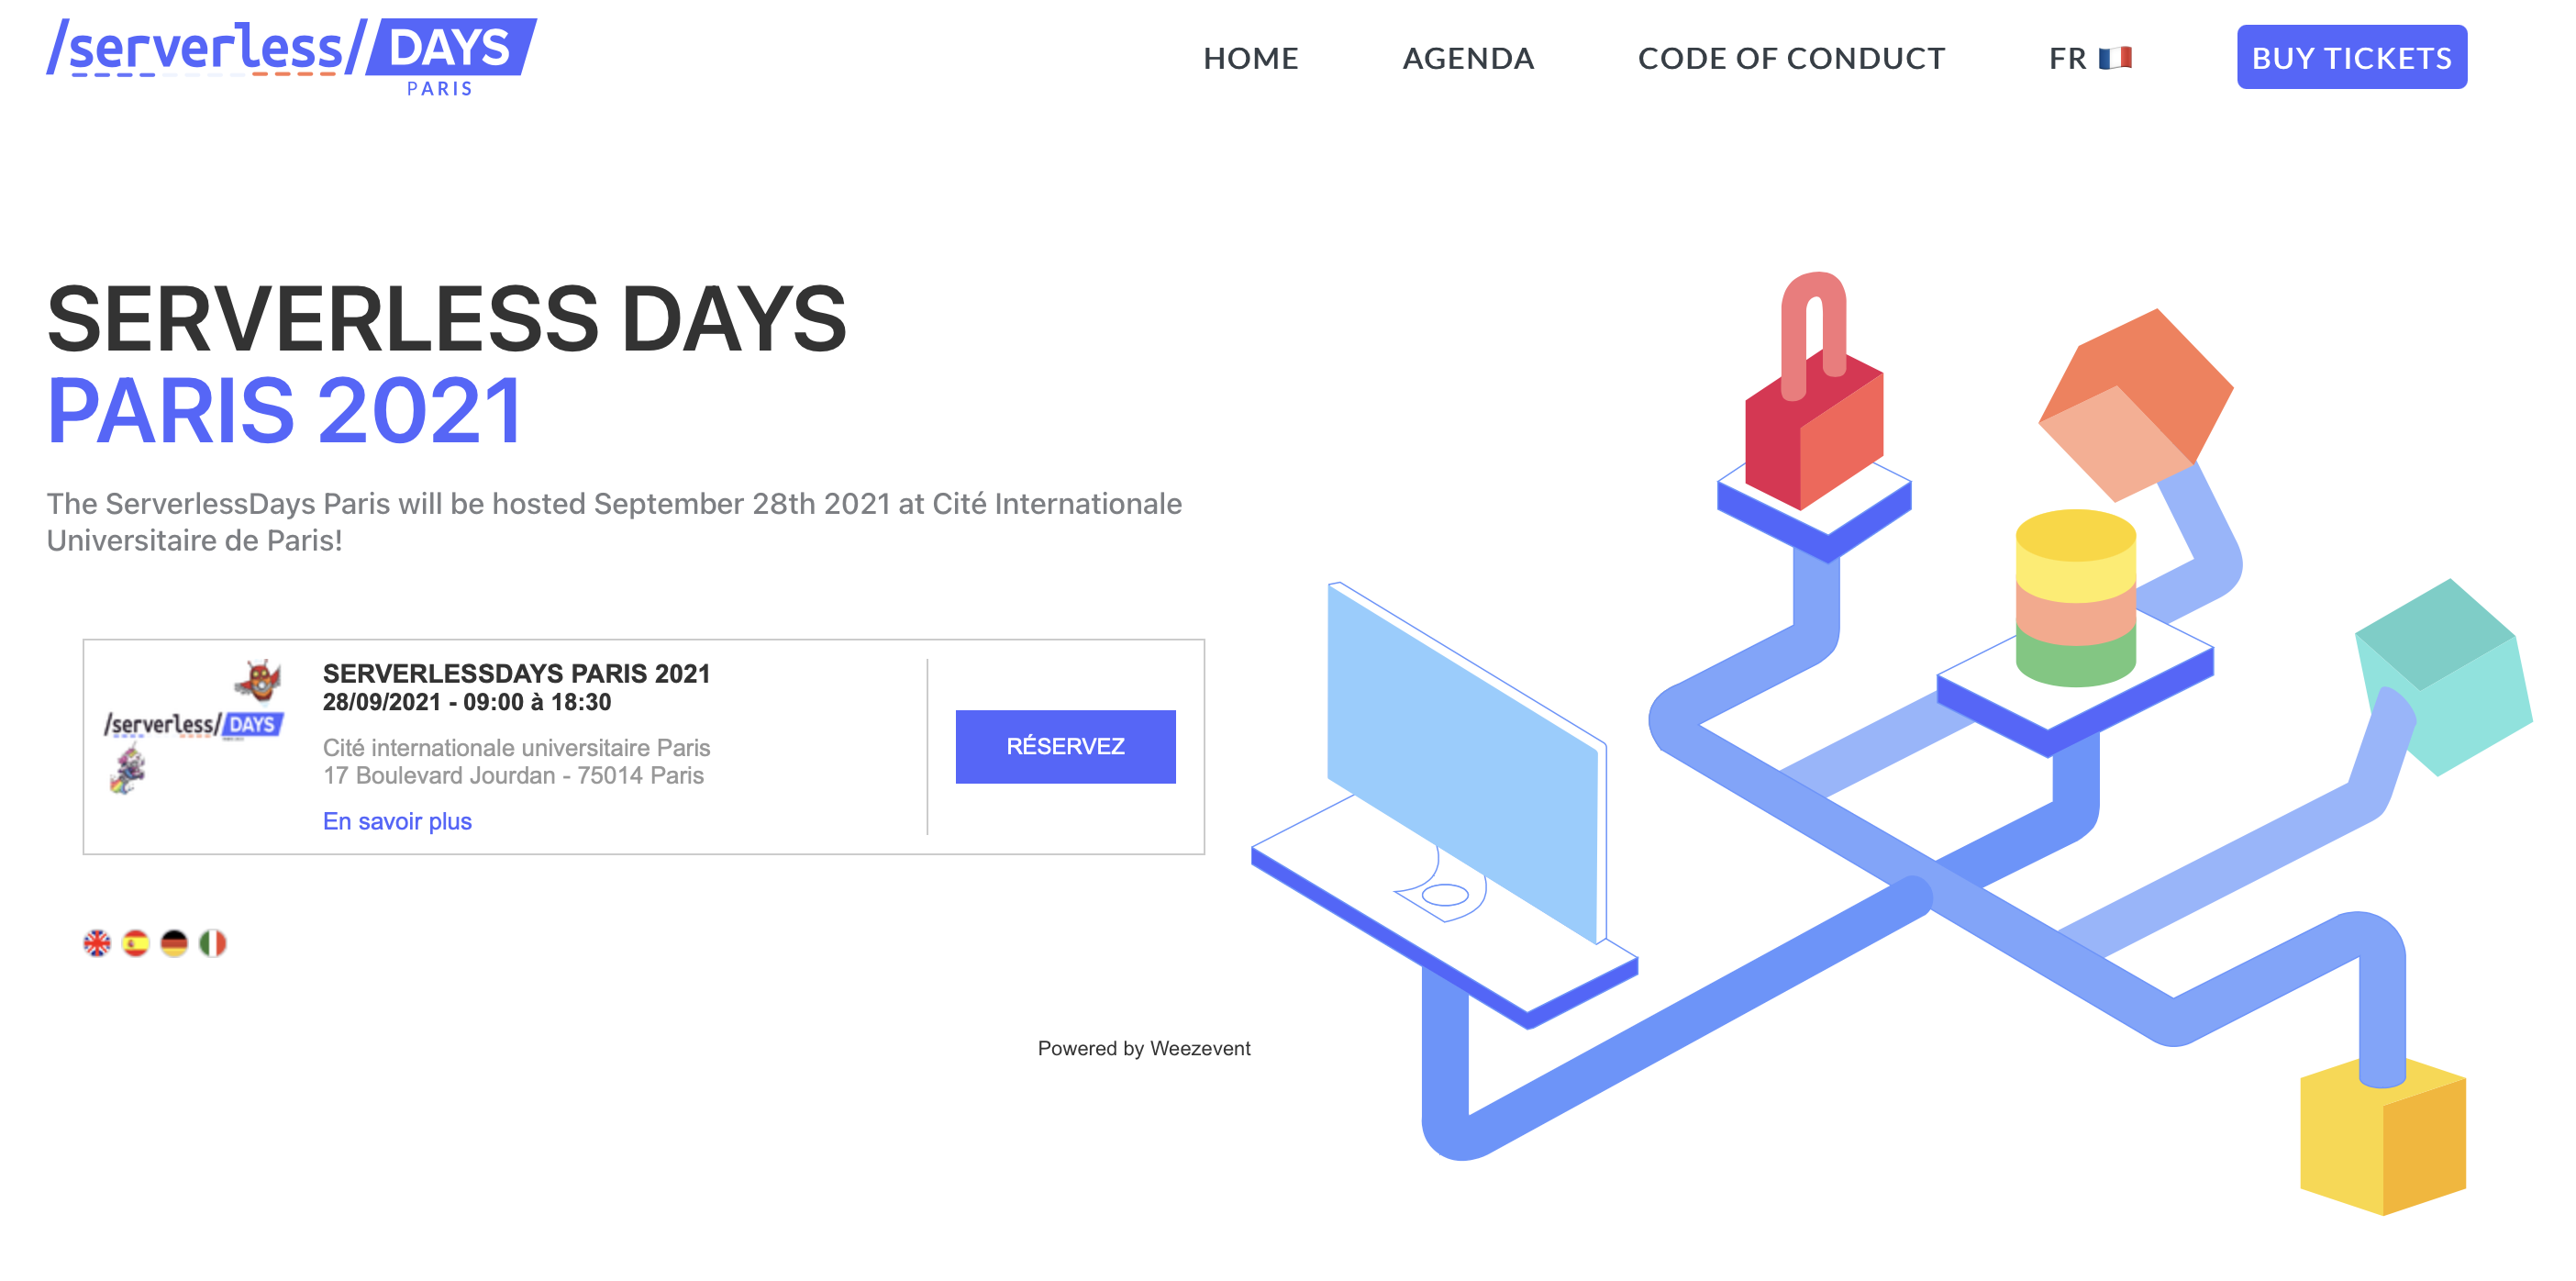 /serverless/DAYS
PARIS
HOME
AGENDA
CODE OF CONDUCT
FR
BUY TICKETS
SERVERLESS DAYS
PARIS 2021
The ServerlessDays Paris will be hosted September 28th 2021 at Cité Internationale
Universitaire de Paris!
/serverless/DAYS
SERVERLESSDAYS PARIS 2021
28/09/2021 - 09:00 à 18:30
Cité internationale universitaire Paris
17 Boulevard Jourdan - 75014 Paris
En savoir plus
RÉSERVEZ
Powered by Weezevent